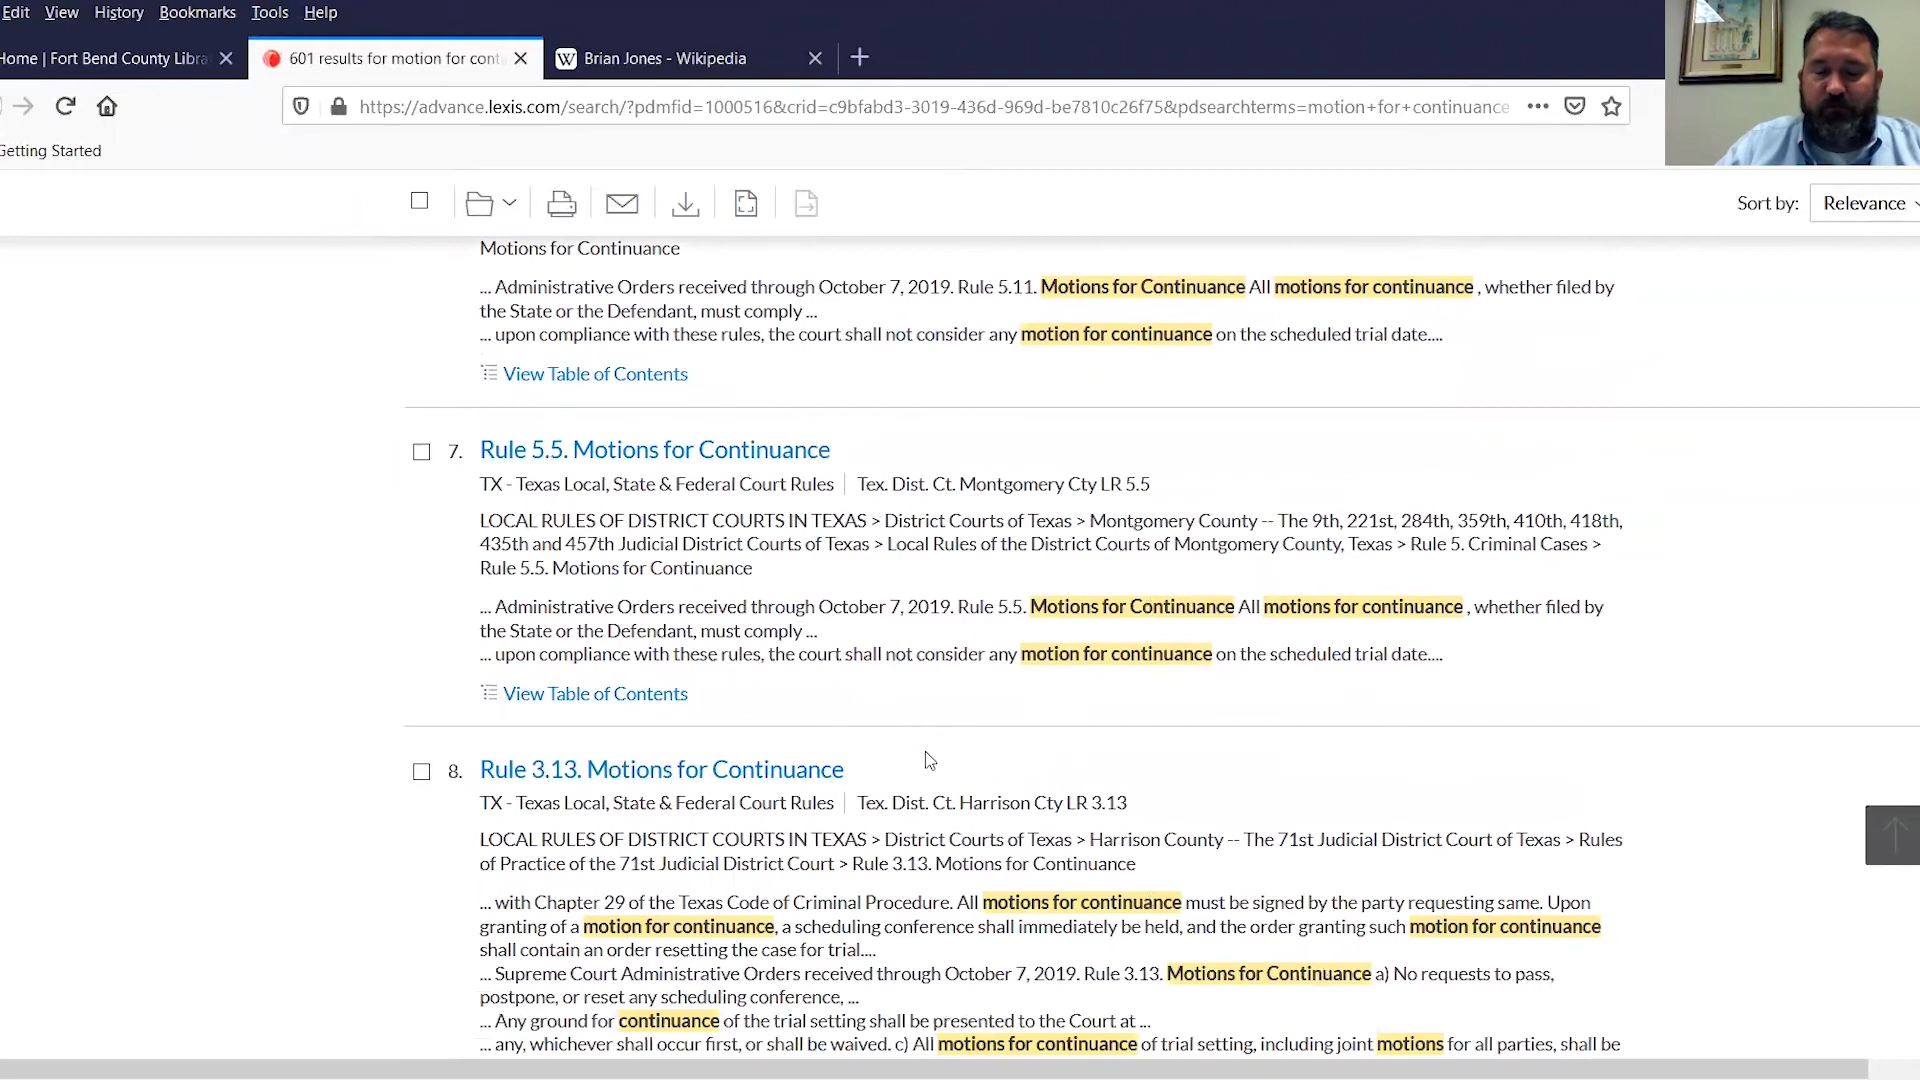 Edit View History Bookmarks Tools Help
Home | Fort Bend County Libra
601 results for motion for cont
W Brian Jones - Wikipedia
https://advance.lexis.com/search/?pdmfid=1000516&crid=c9bfabd3-3019-436d-969d-be7810c26f75&pdsearchterms=motion+for+continuance
Getting Started
Sort by: Relevance
Motions for Continuance
... Administrative Orders received through October 7, 2019. Rule 5.11. Motions for Continuance All motions for continuance , whether filed by
the State or the Defendant, must comply ...
... upon compliance with these rules, the court shall not consider any motion for continuance on the scheduled trial date....
View Table of Contents
7. Rule 5.5. Motions for Continuance
TX - Texas Local, State & Federal Court Rules | Tex. Dist. Ct. Montgomery Cty LR 5.5
LOCAL RULES OF DISTRICT COURTS IN TEXAS > District Courts of Texas > Montgomery County -- The 9th, 221st, 284th, 359th, 410th, 418th,
435th and 457th Judicial District Courts of Texas > Local Rules of the District Courts of Montgomery County, Texas > Rule 5. Criminal Cases >
Rule 5.5. Motions for Continuance
... Administrative Orders received through October 7, 2019. Rule 5.5. Motions for Continuance All motions for continuance , whether filed by
the State or the Defendant, must comply ...
... upon compliance with these rules, the court shall not consider any motion for continuance on the scheduled trial date....
View Table of Contents
8. Rule 3.13. Motions for Continuance
TX - Texas Local, State & Federal Court Rules | Tex. Dist. Ct. Harrison Cty LR 3.13
LOCAL RULES OF DISTRICT COURTS IN TEXAS > District Courts of Texas > Harrison County -- The 71st Judicial District Court of Texas > Rules
of Practice of the 71st Judicial District Court > Rule 3.13. Motions for Continuance
... with Chapter 29 of the Texas Code of Criminal Procedure. All motions for continuance must be signed by the party requesting same. Upon
granting of a motion for continuance, a scheduling conference shall immediately be held, and the order granting such motion for continuance
shall contain an order resetting the case for trial....
... Supreme Court Administrative Orders received through October 7, 2019. Rule 3.13. Motions for Continuance a) No requests to pass,
postpone, or reset any scheduling conference, ...
... Any ground for continuance of the trial setting shall be presented to the Court at ...
... any, whichever shall occur first, or shall be waived. c) All motions for continuance of trial setting, including joint motions for all parties, shall be